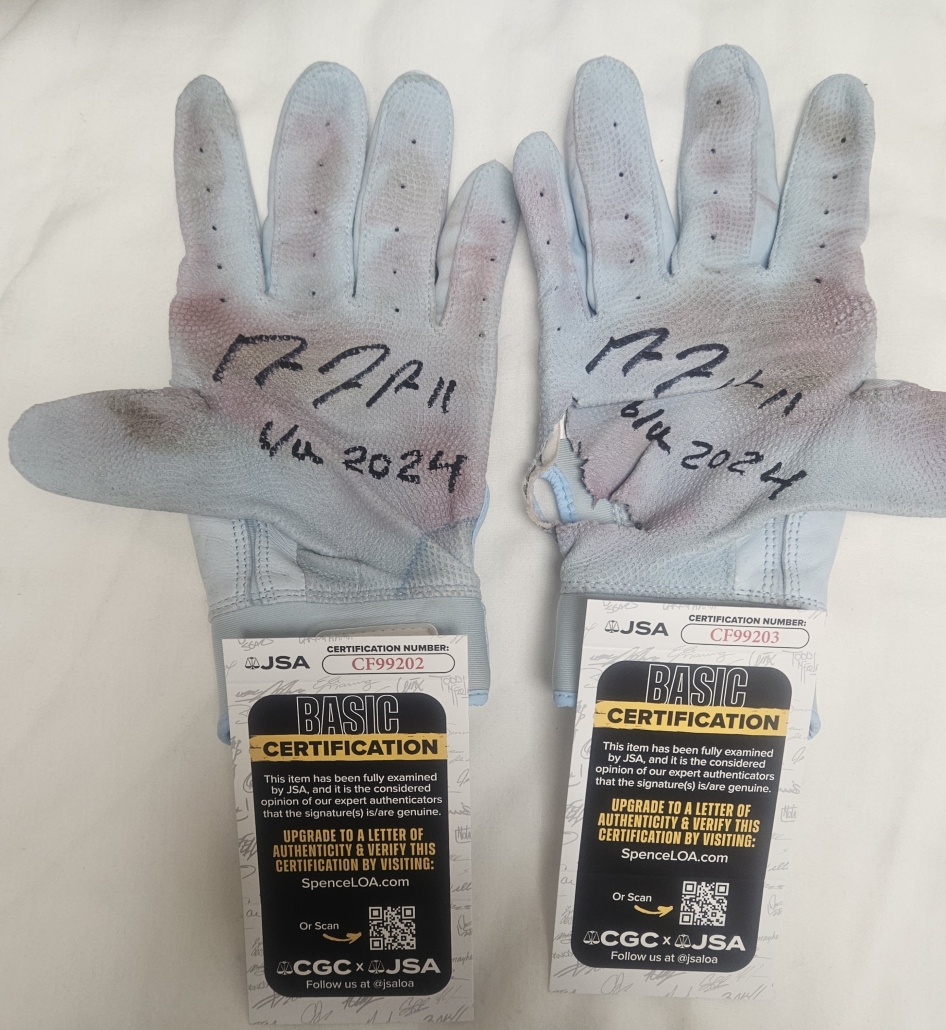 11
2024
11
2024
JSA
CERTIFICATION NUMBER:
CF99202
BASIC
CERTIFICATION
This item has been fully examined
by JSA, and it is the considered
opinion of our expert authenticators
that the signature(s) is/are genuine.
UPGRADE TO A LETTER OF
AUTHENTICITY & VERIFY THIS
CERTIFICATION BY VISITING:
SpenceLOA.com
Or Scan
CGC x JSA
Follow us at @jsaloa
JSA
CERTIFICATION NUMBER:
CF99203
BASIC
CERTIFICATION
This item has been fully examined
by JSA, and it is the considered
opinion of our expert authenticators
that the signature(s) is/are genuine.
UPGRADE TO A LETTER OF
AUTHENTICITY & VERIFY THIS
CERTIFICATION BY VISITING:
SpenceLOA.com
Or Scan
CGC x JSA
Follow us at @jsaloa